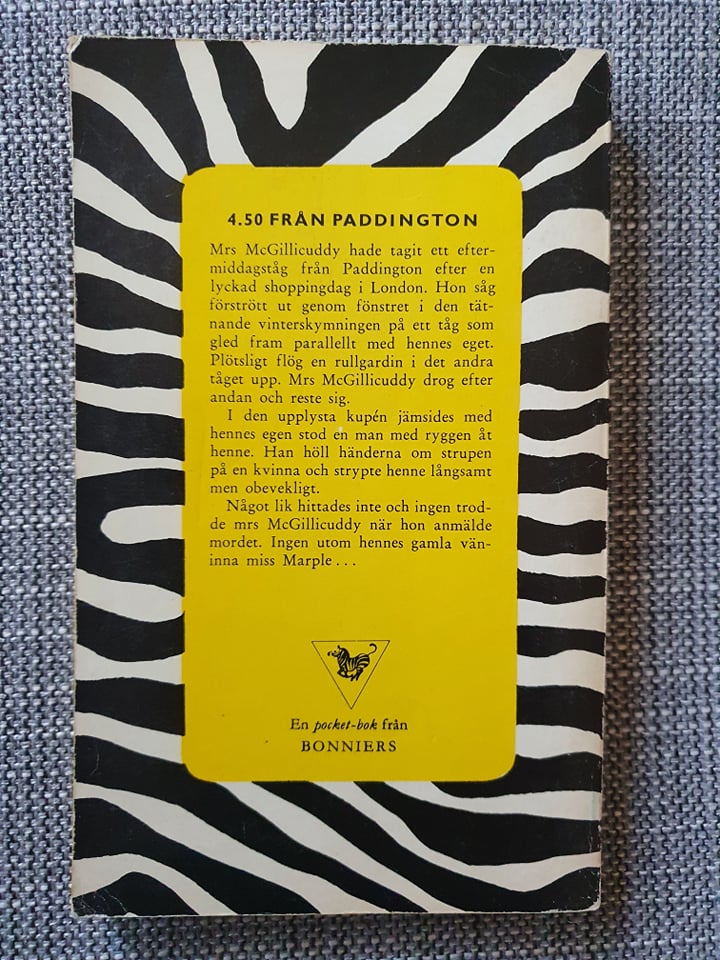 4.50 FRÅN PADDINGTON
Mrs McGillicuddy hade tagit ett efter-
middagståg från Paddington efter en
lyckad shoppingdag i London. Hon såg
förstrött ut genom fönstret i den tät-
nande vinterskymningen på ett tåg som
gled fram parallellt med hennes eget.
Plötsligt flög en rullgardin i det andra
tåget upp. Mrs McGillicuddy drog efter
andan och reste sig.
I den upplysta kupén jämsides med
hennes egen stod en man med ryggen åt
henne. Han höll händerna om strupen
på en kvinna och strypte henne långsamt
men obevekligt.
Något lik hittades inte och ingen trod-
de mrs McGillicuddy när hon anmälde
mordet. Ingen utom hennes gamla vän-
inna miss Marple...
En pocket-bok från
BONNIERS